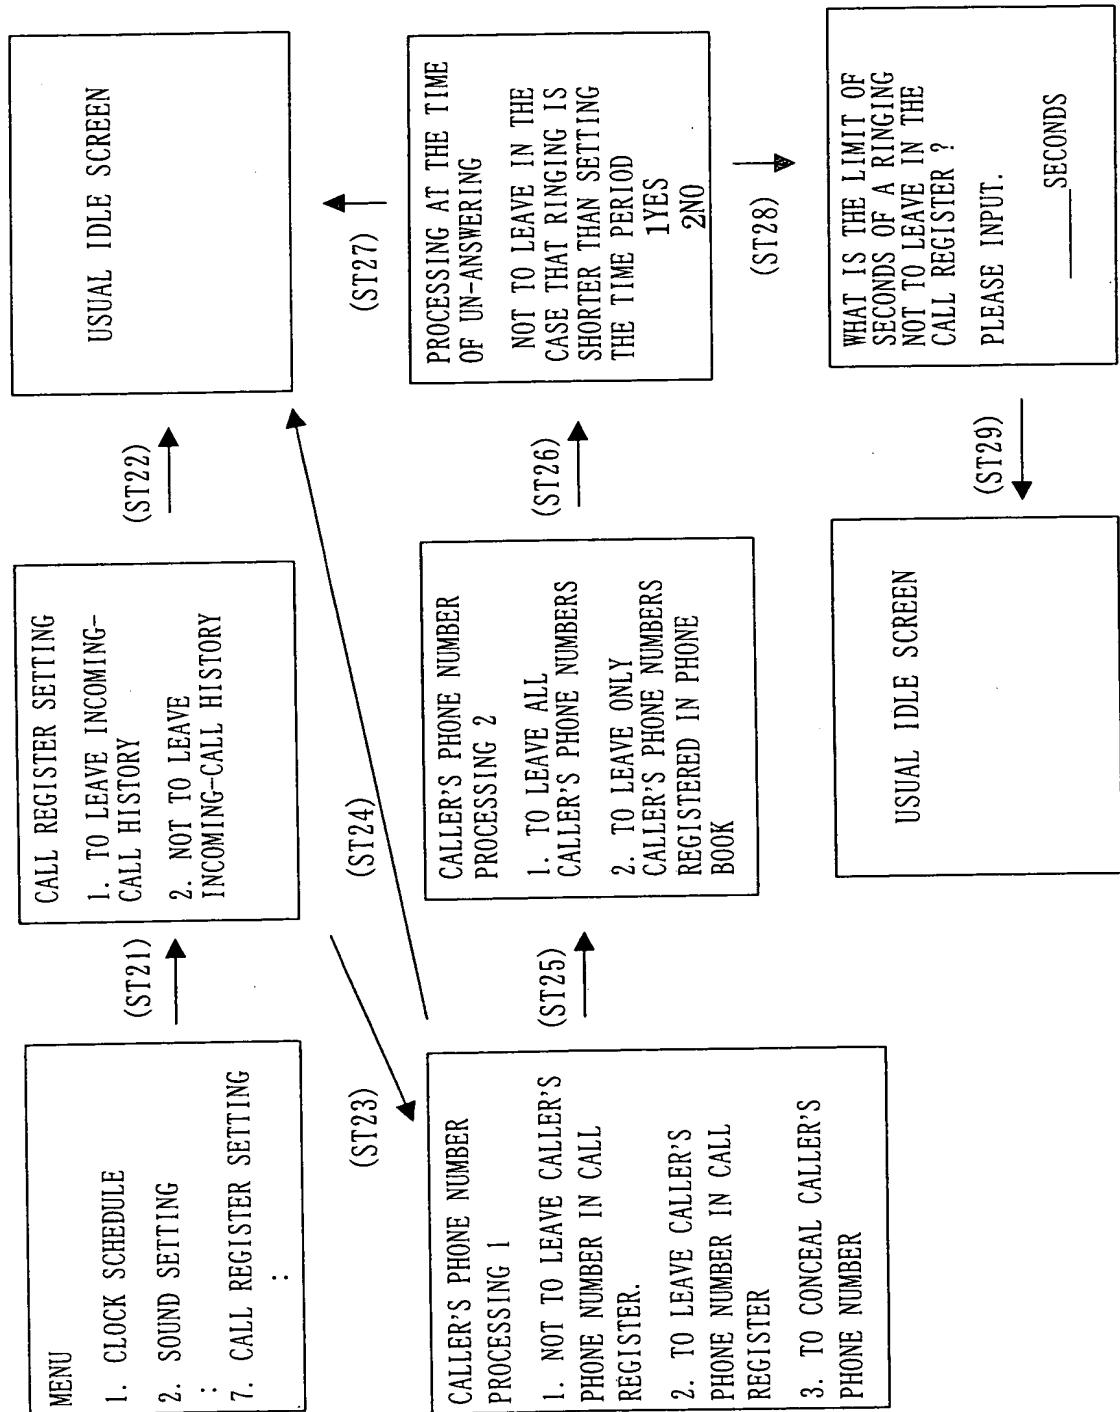 MENU
1. CLOCK SCHEDULE
2. SOUND SETTING
:
7. CALL REGISTER SETTING
:
(ST21)
CALL REGISTER SETTING
1. TO LEAVE INCOMING-
CALL HISTORY
2. NOT TO LEAVE
INCOMING-CALL HISTORY
(ST22)
USUAL IDLE SCREEN
(ST23)
(ST24)
(ST27)
CALLER'S PHONE NUMBER
PROCESSING 1
1. NOT TO LEAVE CALLER'S
PHONE NUMBER IN CALL
REGISTER.
2. TO LEAVE CALLER'S
PHONE NUMBER IN CALL
REGISTER
3. TO CONCEAL CALLER'S
PHONE NUMBER
(ST25)
CALLER'S PHONE NUMBER
PROCESSING 2
1. TO LEAVE ALL
CALLER'S PHONE NUMBERS
2. TO LEAVE ONLY
CALLER'S PHONE NUMBERS
REGISTERED IN PHONE
BOOK
(ST26)
PROCESSING AT THE TIME
OF UN-ANSWERING
NOT TO LEAVE IN THE
CASE THAT RINGING IS
SHORTER THAN SETTING
THE TIME PERIOD
1YES
2NO
(ST28)
USUAL IDLE SCREEN
(ST29)
WHAT IS THE LIMIT OF
SECONDS OF A RINGING
NOT TO LEAVE IN THE
CALL REGISTER ?
PLEASE INPUT.
SECONDS